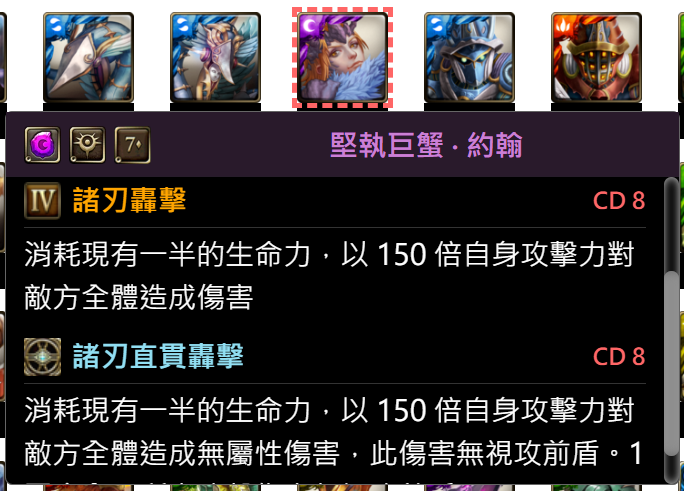 7
堅執巨蟹 · 約翰
IV 諸刃轟擊 CD 8
消耗現有一半的生命力，以 150 倍自身攻擊力對
敵方全體造成傷害
諸刃直貫轟擊 CD 8
消耗現有一半的生命力，以 150 倍自身攻擊力對
敵方全體造成無屬性傷害，此傷害無視攻前盾。1